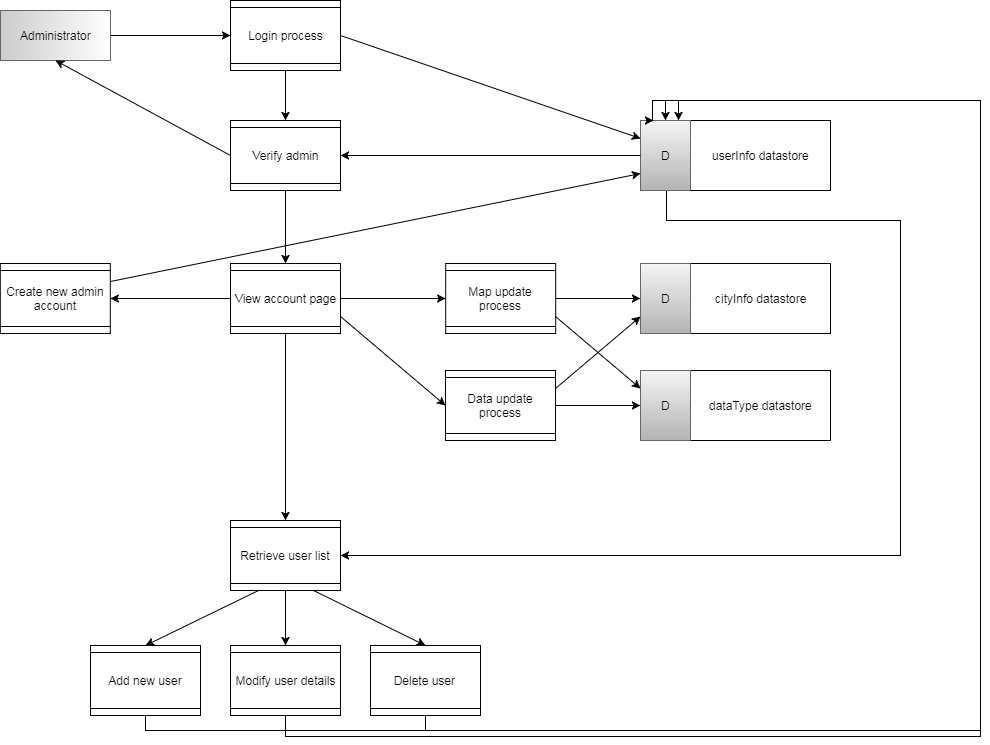 Administrator
Login process
Verify admin
D
userInfo datastore
Create new admin
account
View account page
Map update
process
D
cityInfo datastore
Data update
process
D
dataType datastore
Retrieve user list
Add new user
Modify user details
Delete user